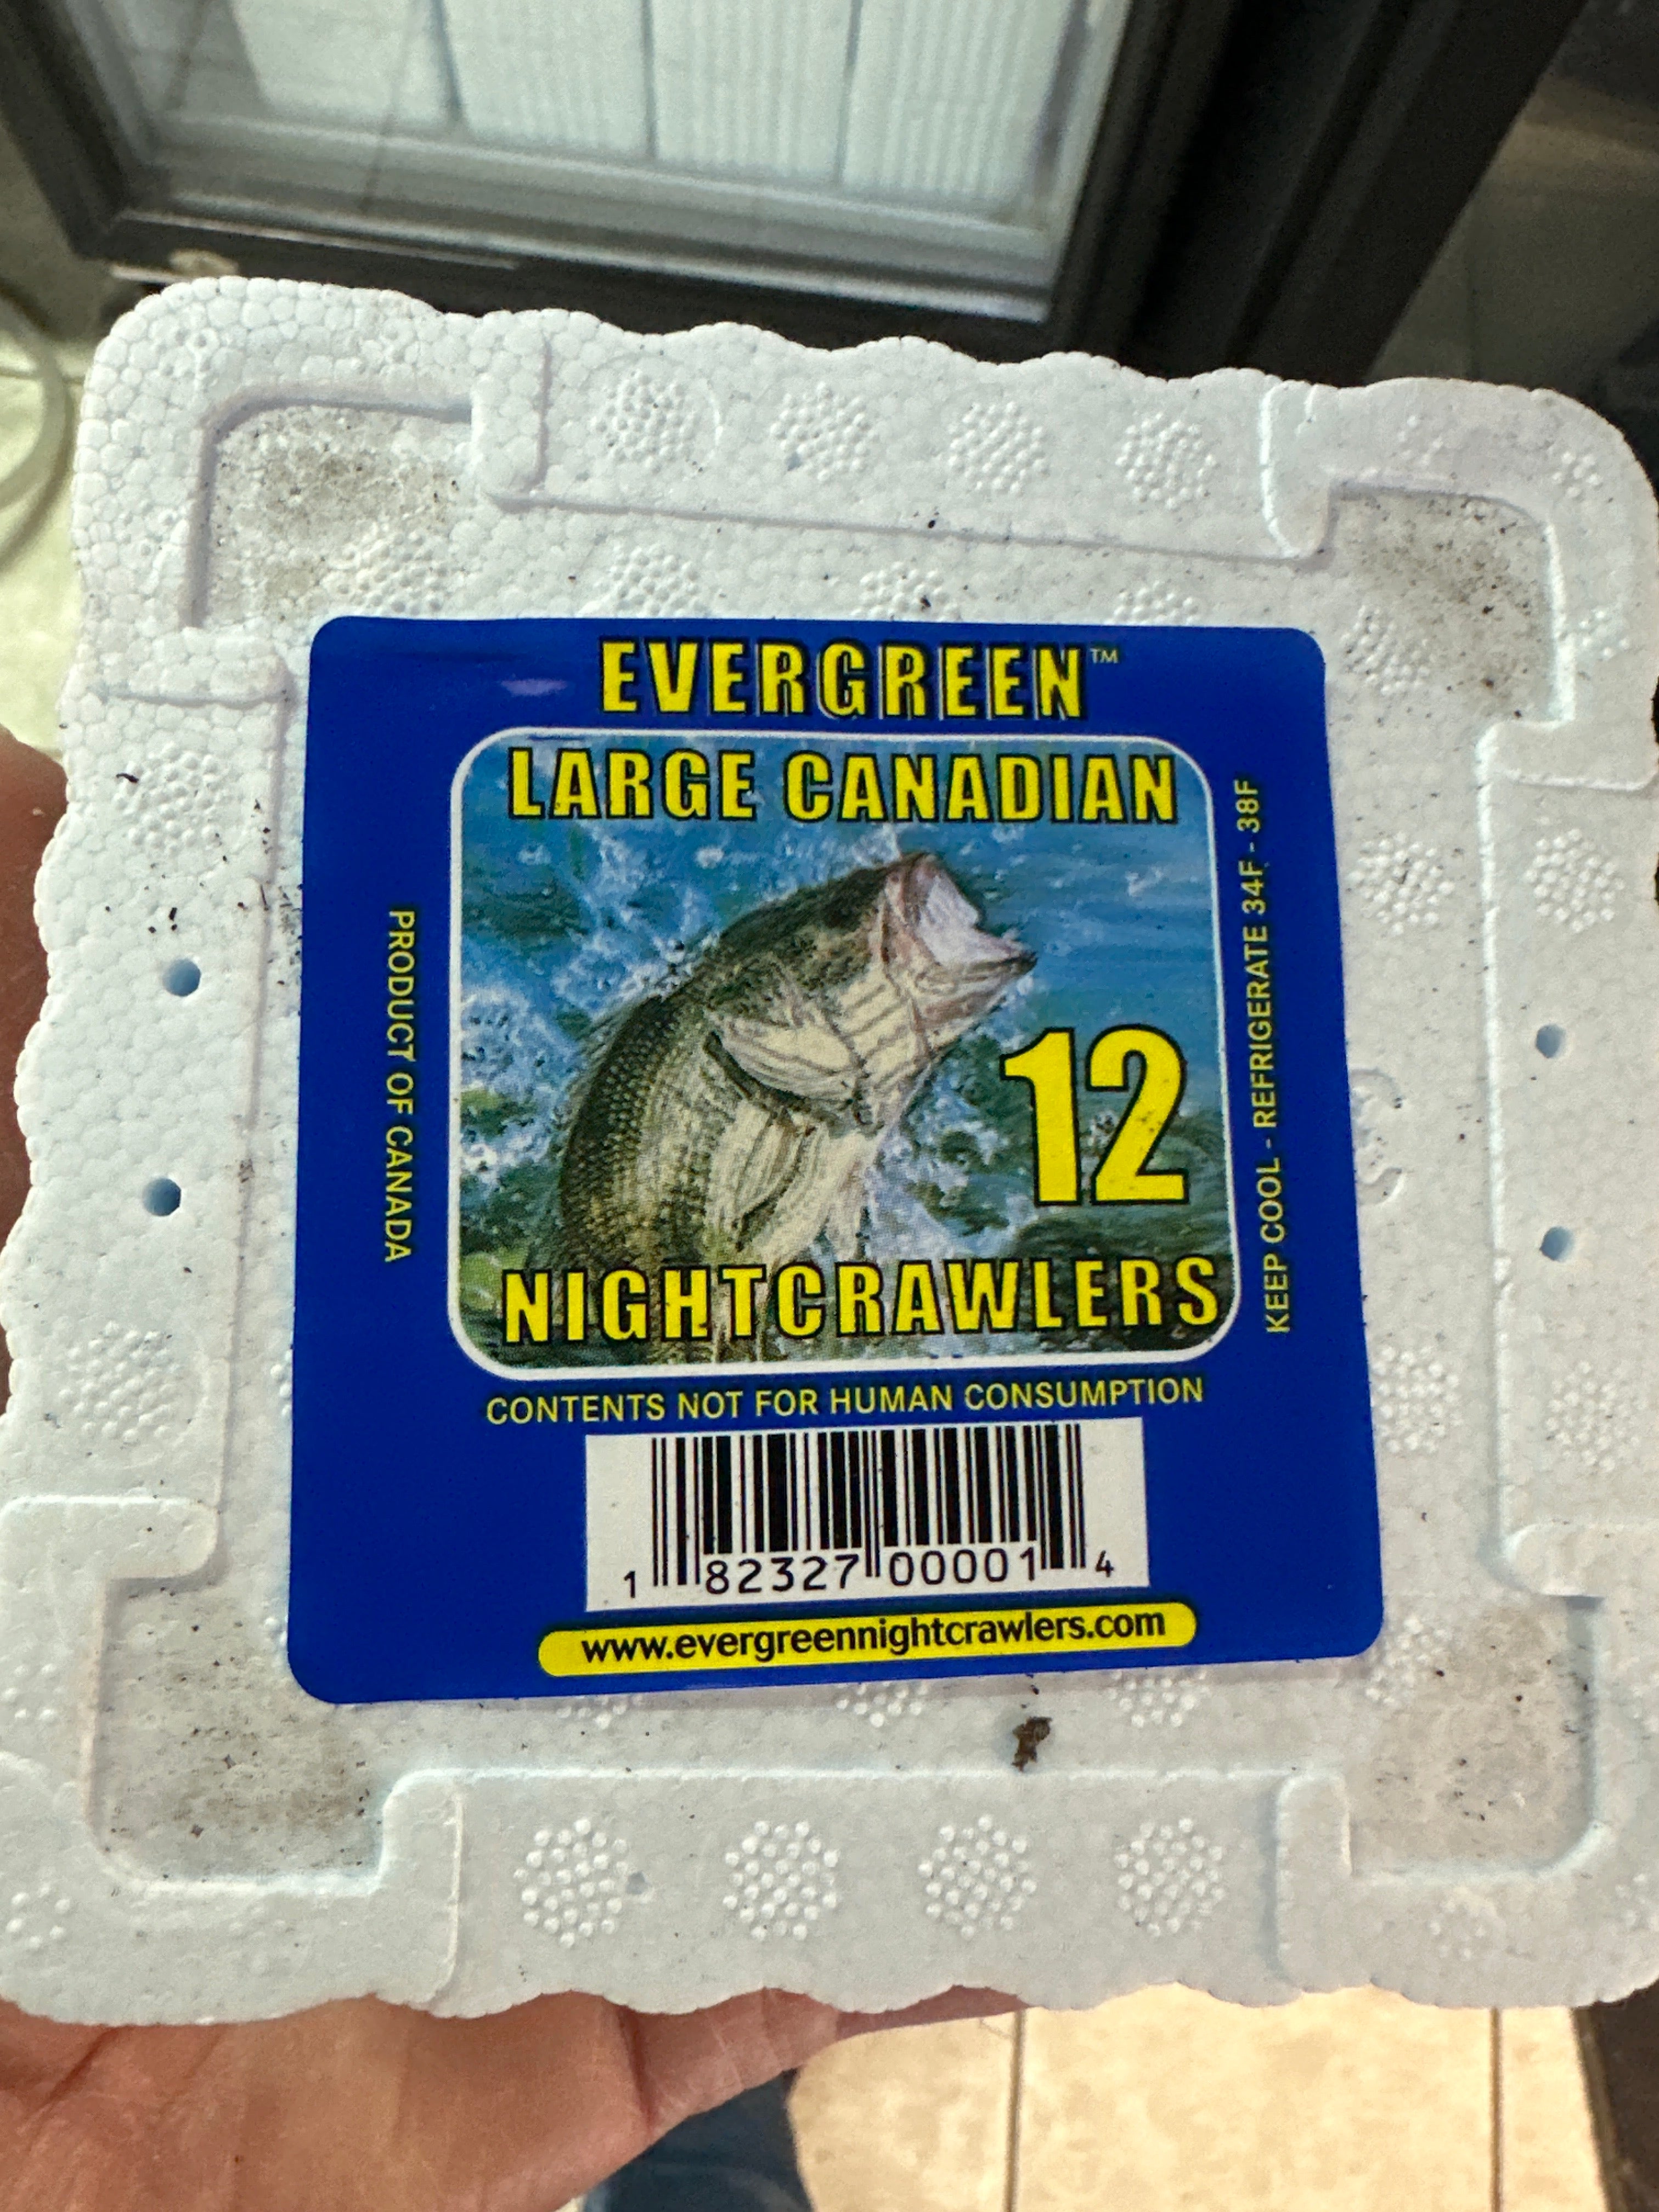 EVERGREEN™
LARGE CANADIAN
12
NIGHTCRAWLERS
PRODUCT OF CANADA
KEEP COOL - REFRIGERATE 34F - 38F
CONTENTS NOT FOR HUMAN CONSUMPTION
1 82327 00001 4
www.evergreennightcrawlers.com